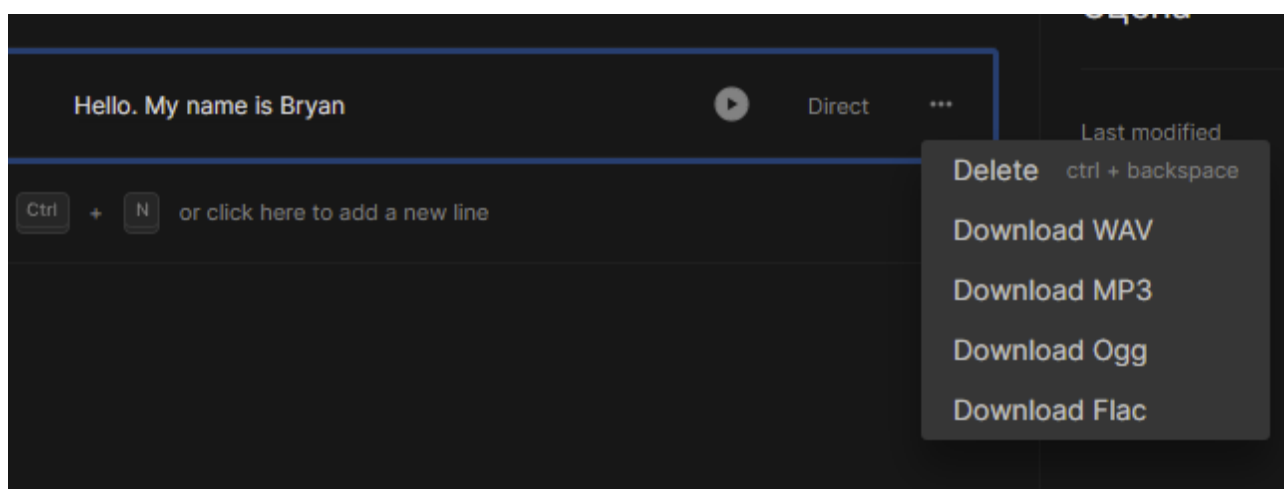 Hello. My name is Bryan
Direct
Last modified
Delete ctrl + backspace
Ctrl + N or click here to add a new line
Download WAV
Download MP3
Download Ogg
Download Flac